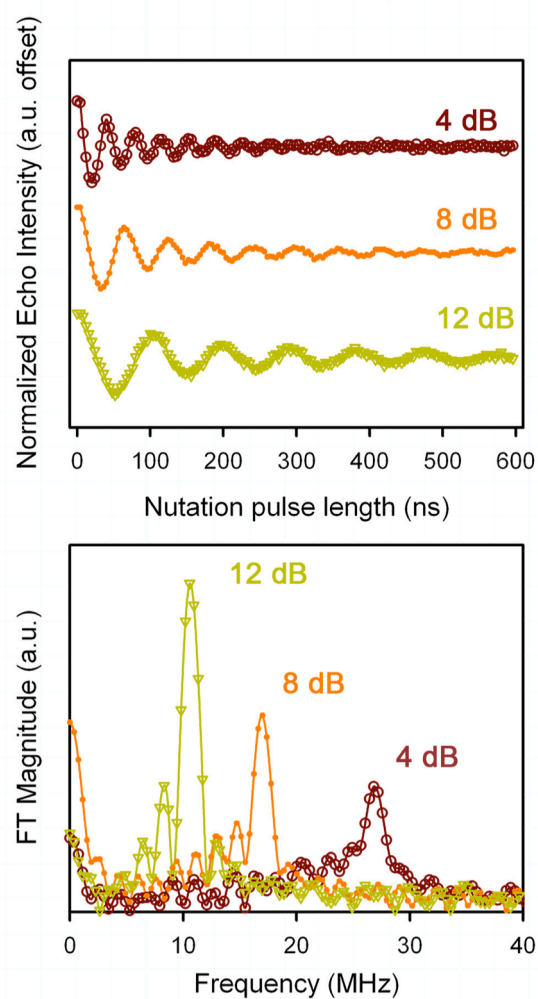 Normalized Echo Intensity (a.u. offset)
4 dB
8 dB
12 dB
0 100 200 300 400 500 600
Nutation pulse length (ns)
FT Magnitude (a.u.)
12 dB
8 dB
4 dB
0 10 20 30 40
Frequency (MHz)